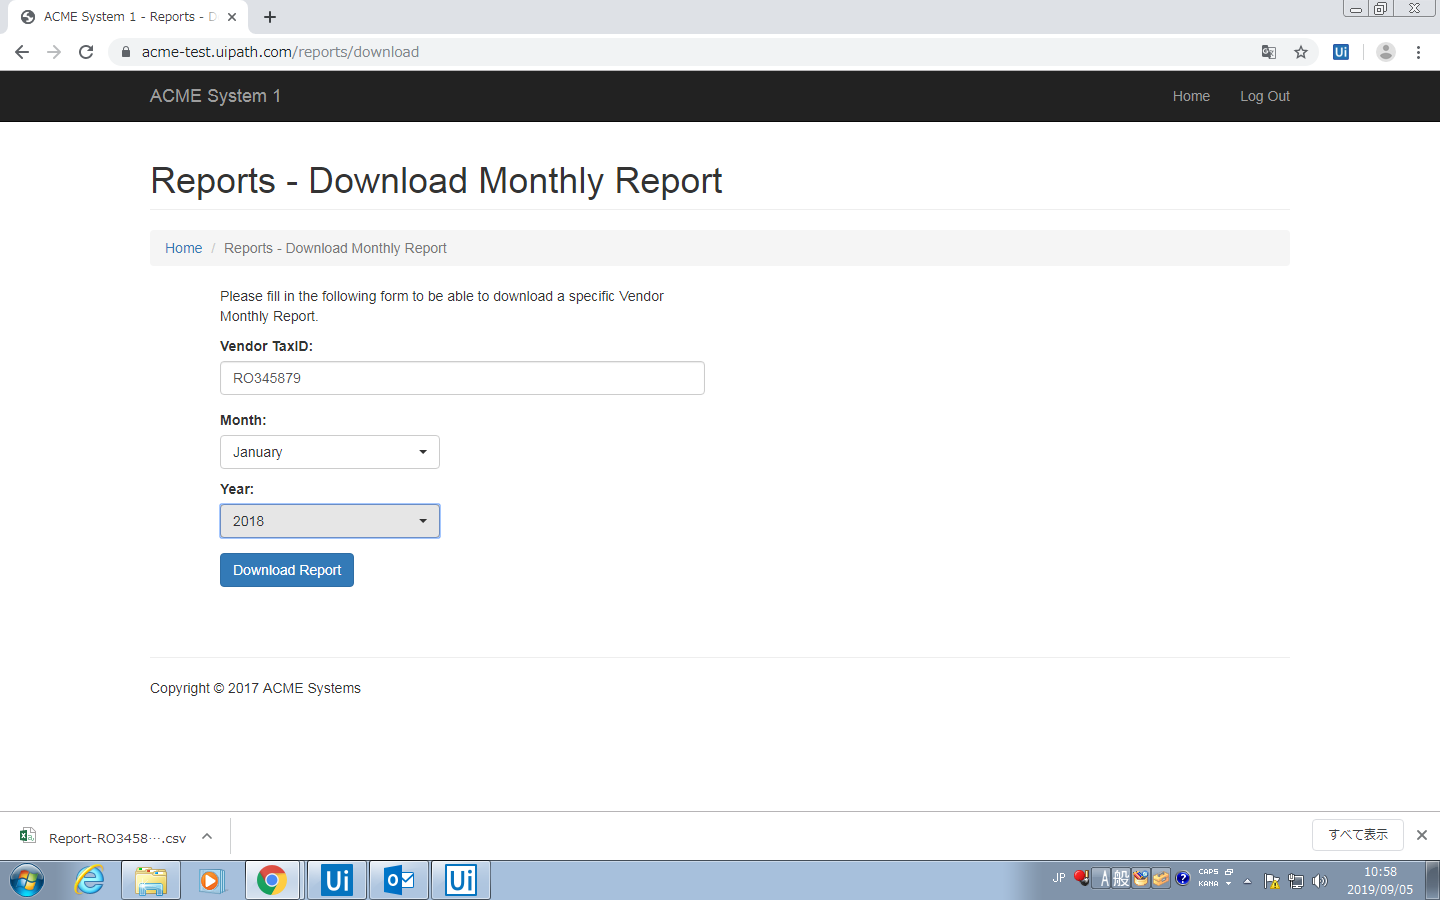 ACME System 1 - Reports - D
acme-test.uipath.com/reports/download
Ui
ACME System 1
Home
Log Out
Reports - Download Monthly Report
Home / Reports - Download Monthly Report
Please fill in the following form to be able to download a specific Vendor
Monthly Report.
Vendor TaxID:
RO345879
Month:
January
Year:
2018
Download Report
Copyright © 2017 ACME Systems
Report-RO3458….csv
すべて表示
Ui
Ui
JP
A 般
CAPS
KANA
10:58
2019/09/05